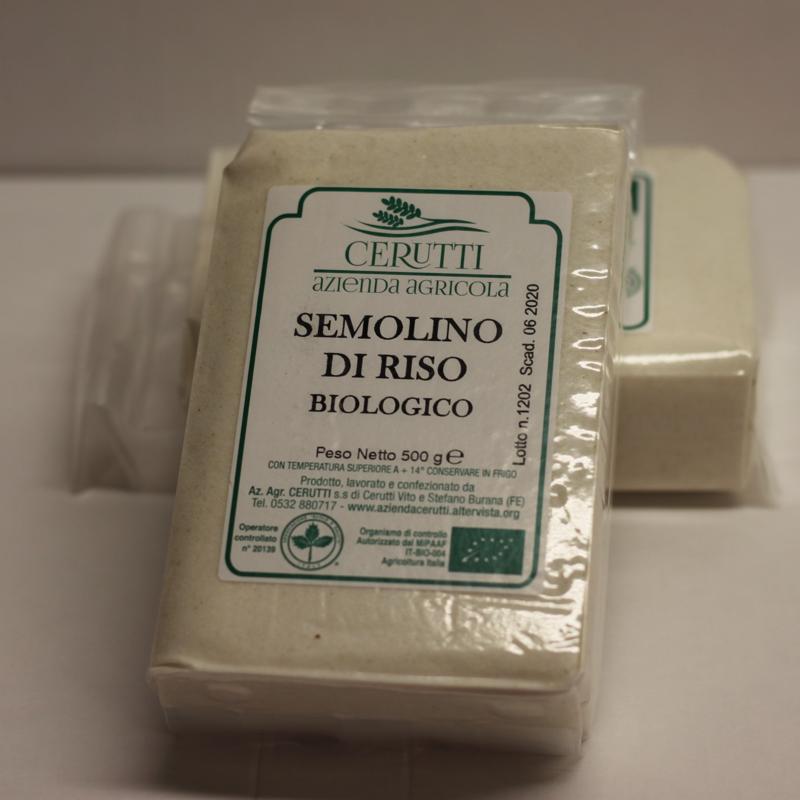 CERUTTI
AZIENDA AGRICOLA
SEMOLINO
DI RISO
BIOLOGICO
Peso Netto 500 g ℮
CON TEMPERATURA SUPERIORE A + 14° CONSERVARE IN FRIGO
Prodotto, lavorato e confezionato da
Az. Agr. CERUTTI s.s di Cerutti Vito e Stefano Burana (FE)
Tel. 0532 880717 - www.aziendacerutti.altervista.org
Operatore
controllato
n° 20139
Organismo di controllo
Autorizzato dal MIPAAF
IT-BIO-004
Agricoltura Italia
Lotto n.1202 Scad. 06 2020